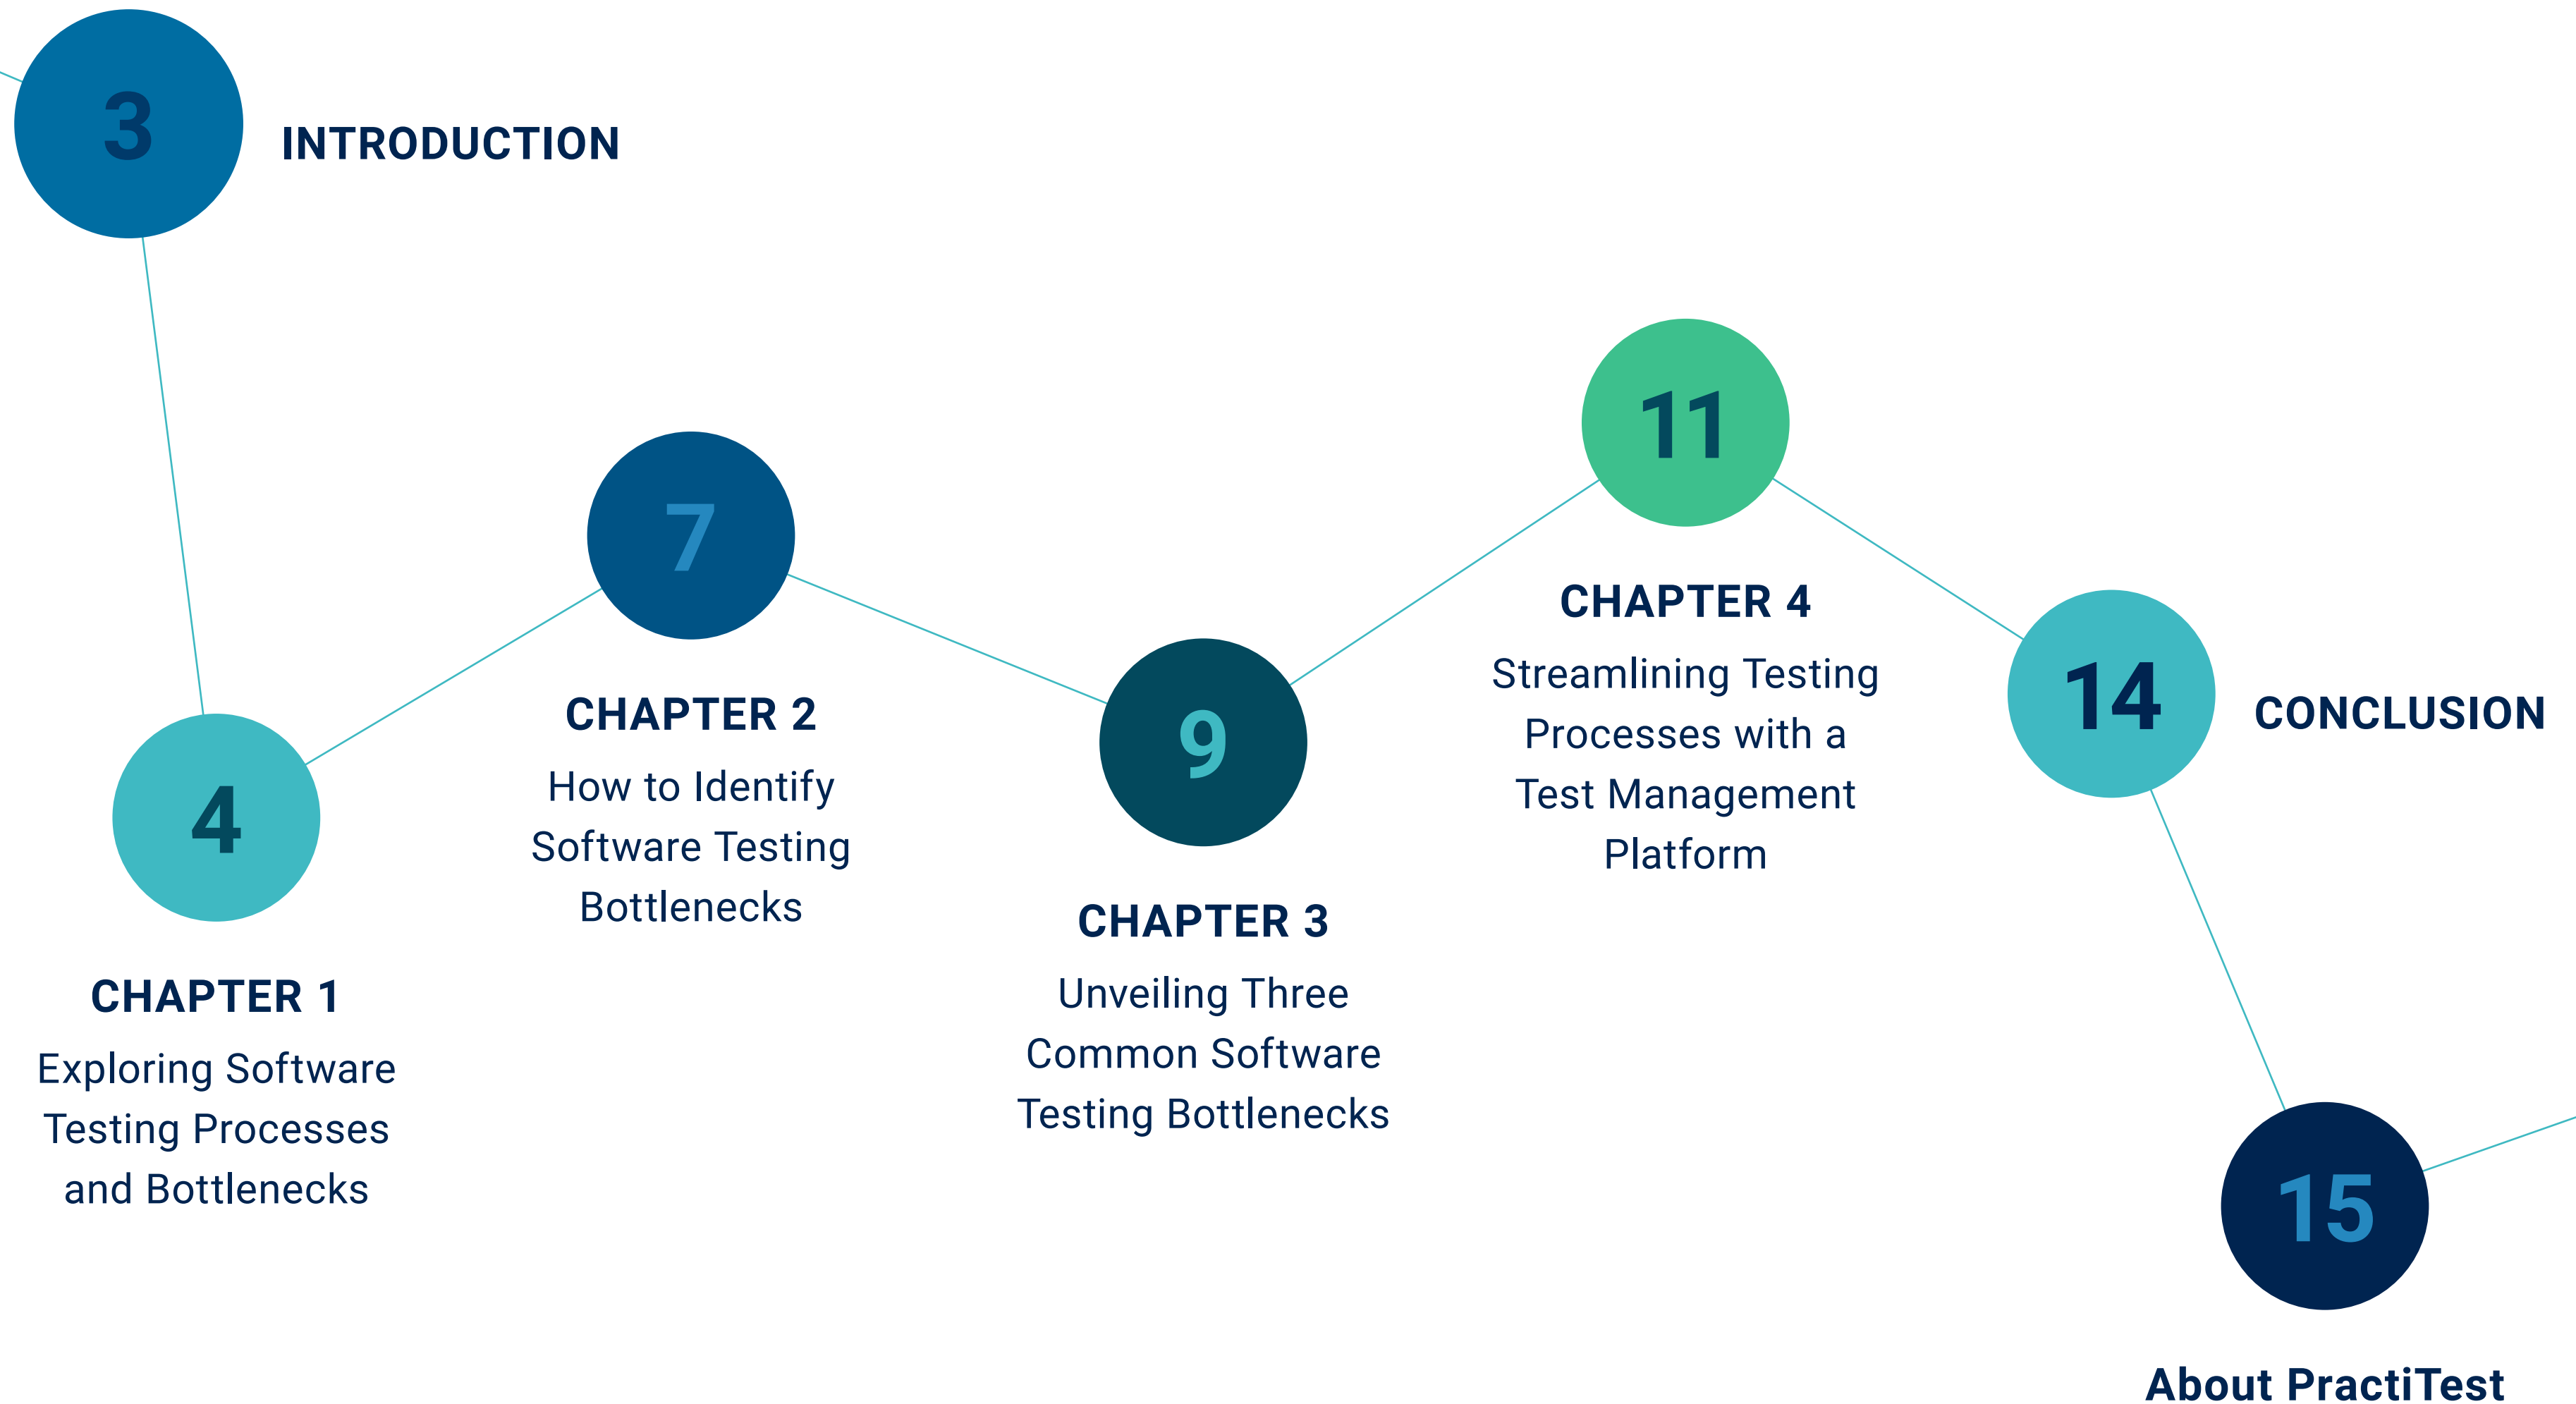 3
INTRODUCTION
4
CHAPTER 1
Exploring Software
Testing Processes
and Bottlenecks
7
CHAPTER 2
How to Identify
Software Testing
Bottlenecks
9
CHAPTER 3
Unveiling Three
Common Software
Testing Bottlenecks
11
CHAPTER 4
Streamlining Testing
Processes with a
Test Management
Platform
14
CONCLUSION
15
About PractiTest